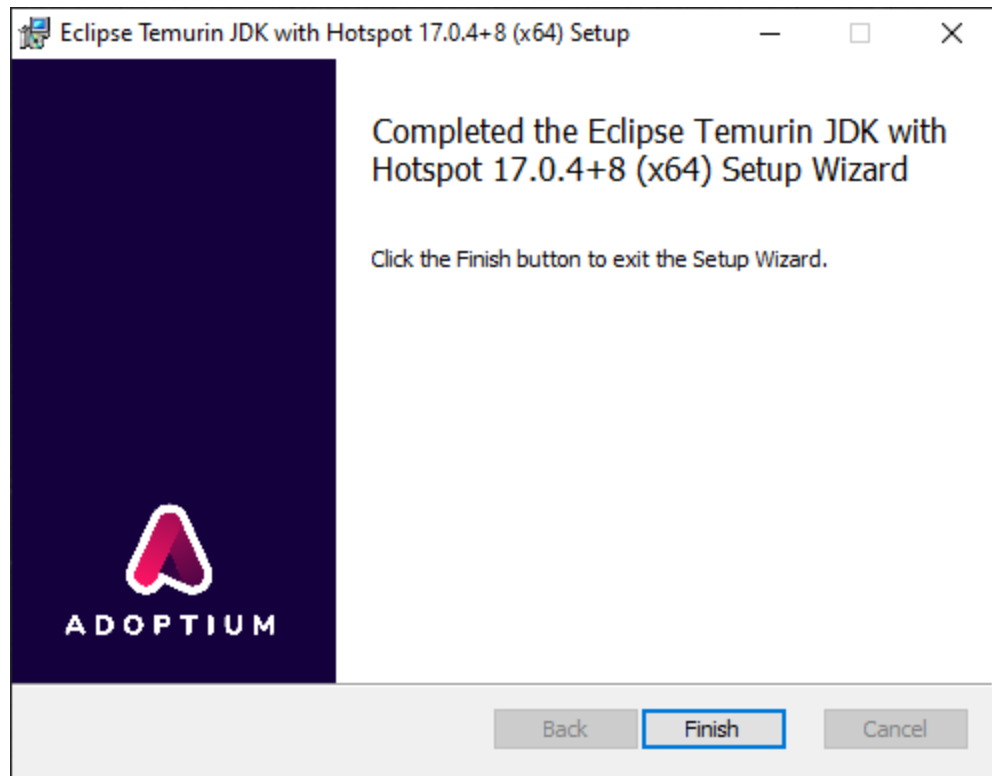 Eclipse Temurin JDK with Hotspot 17.0.4+8 (x64) Setup
Completed the Eclipse Temurin JDK with
Hotspot 17.0.4+8 (x64) Setup Wizard
Click the Finish button to exit the Setup Wizard.
ADOPTIUM
Back
Finish
Cancel